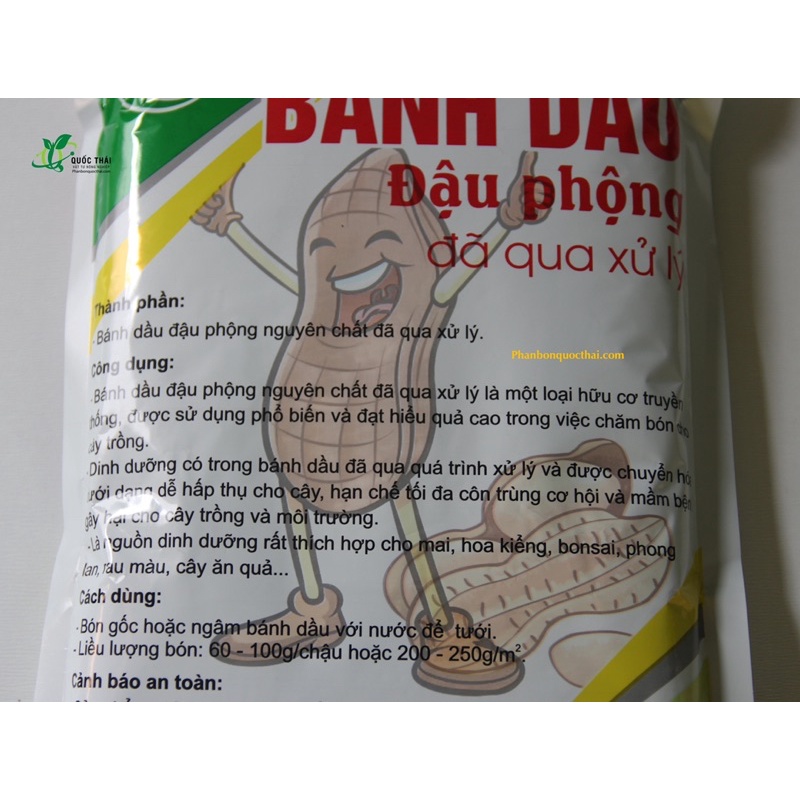 QUỐC THÁI
VẬT TƯ NÔNG NGHIỆP
Phanbonquocthai.com
BÁNH DẦU
Đậu phộng
đã qua xử lý
Thành phần:
- Bánh dầu đậu phộng nguyên chất đã qua xử lý.
Phanbonquocthai.com
Công dụng:
- Bánh dầu đậu phộng nguyên chất đã qua xử lý là một loại hữu cơ truyền
thống, được sử dụng phổ biến và đạt hiểu quả cao trong việc chăm bón cho
cây trồng.
- Dinh dưỡng có trong bánh dầu đã qua quá trình xử lý và được chuyển hóa
dưới dạng dễ hấp thụ cho cây, hạn chế tối đa côn trùng cơ hội và mầm bện
gây hại cho cây trồng và môi trường.
- Là nguồn dinh dưỡng rất thích hợp cho mai, hoa kiểng, bonsai, phong
lan, rau màu, cây ăn quả...
Cách dùng:
- Bón gốc hoặc ngâm bánh dầu với nước để tưới.
- Liều lượng bón: 60 - 100g/chậu hoặc 200 - 250g/m².
Cảnh báo an toàn: